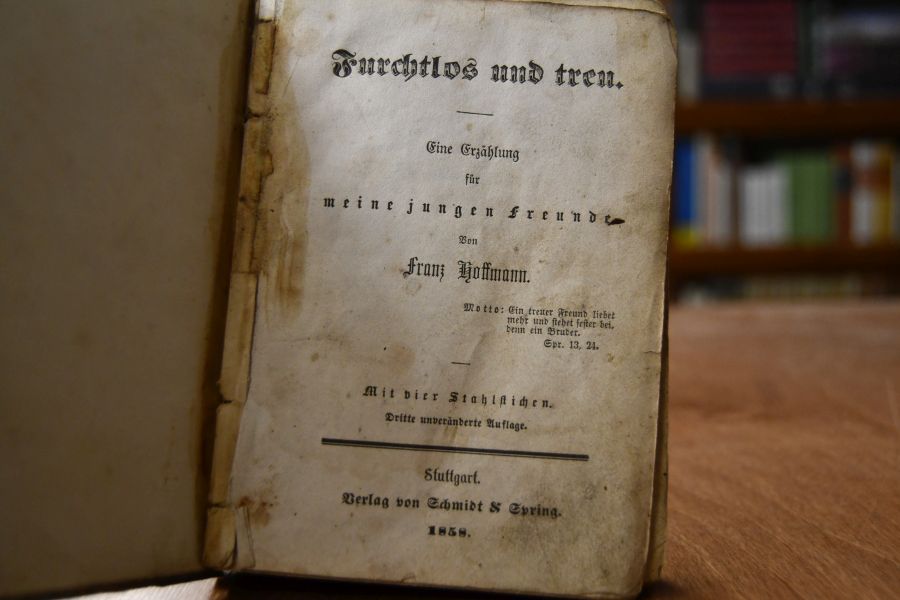 Furchtlos und treu.
Eine Erzählung
für
meine jungen Freunde
Von
Franz Hoffmann.
Motto: Ein treuer Freund liebet
mehr und stehet fester bei,
denn ein Bruder.
Spr. 13, 24.
Mit vier Stahlstichen.
Dritte unveränderte Auflage.
Stuttgart.
Verlag von Schmidt & Spring.
1858.